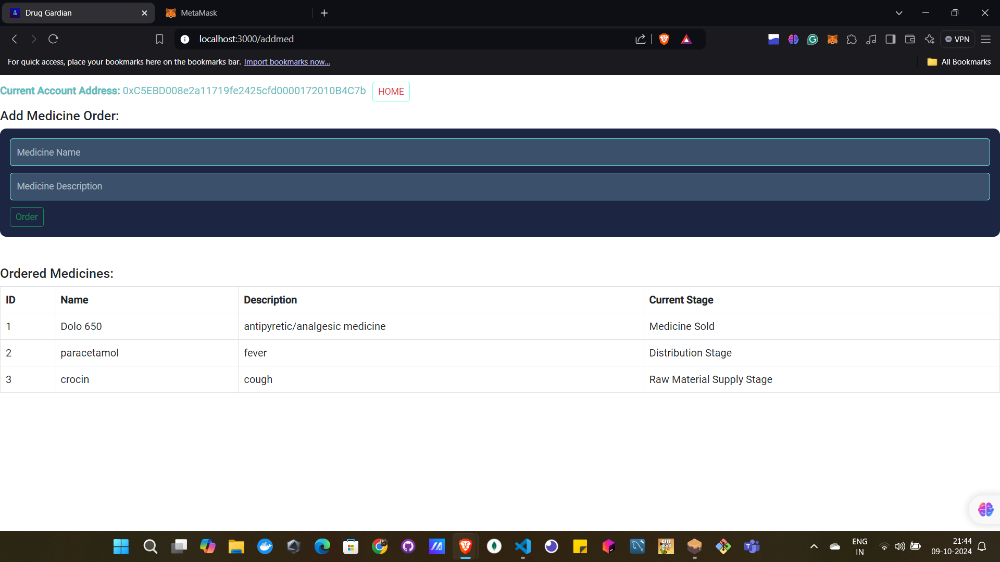 Drug Gardian
MetaMask
localhost:3000/addmed
VPN
For quick access, place your bookmarks here on the bookmarks bar. Import bookmarks now...
All Bookmarks
Current Account Address: 0xC5EBD008e2a11719fe2425cfd0000172010B4C7b HOME
Add Medicine Order:
Medicine Name
Medicine Description
Order
Ordered Medicines:
ID Name Description Current Stage
1 Dolo 650 antipyretic/analgesic medicine Medicine Sold
2 paracetamol fever Distribution Stage
3 crocin cough Raw Material Supply Stage
CUT
ROPE
ENG
IN
21:44
09-10-2024